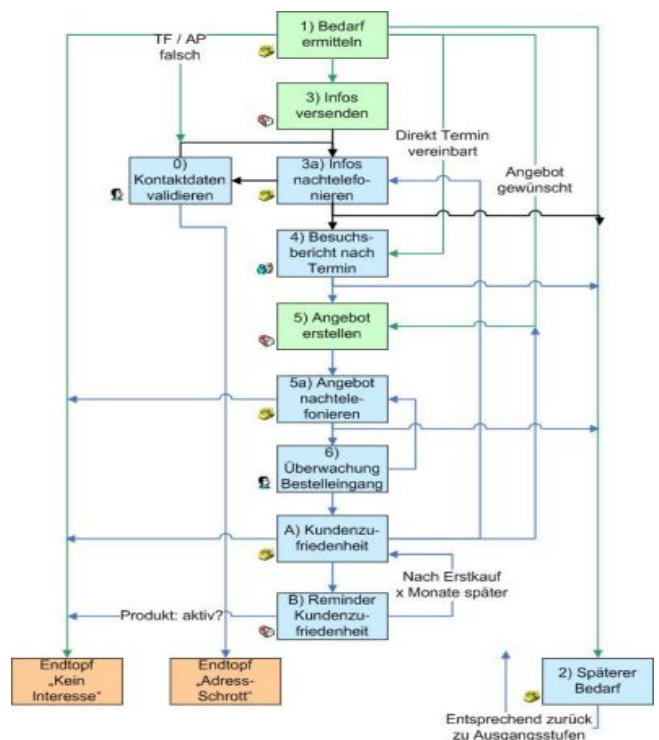 1) Bedarf
ermitteln
TF / AP
falsch
3) Infos
versenden
Direkt Termin
vereinbart
Angebot
gewünscht
0)
Kontaktdaten
validieren
3a) Infos
nachtelefo-
nieren
4) Besuchs-
bericht nach
Termin
5) Angebot
erstellen
5a) Angebot
nachtele-
fonieren
6)
Überwachung
Bestelleingang
A) Kundenzu-
friedenheit
Nach Erstkauf
x Monate später
Produkt: aktiv?
B) Reminder
Kundenzu-
friedenheit
Endtopf
„Kein
Interesse“
Endtopf
„Adress-
Schrott“
2) Späterer
Bedarf
Entsprechend zurück
zu Ausgangsstufen